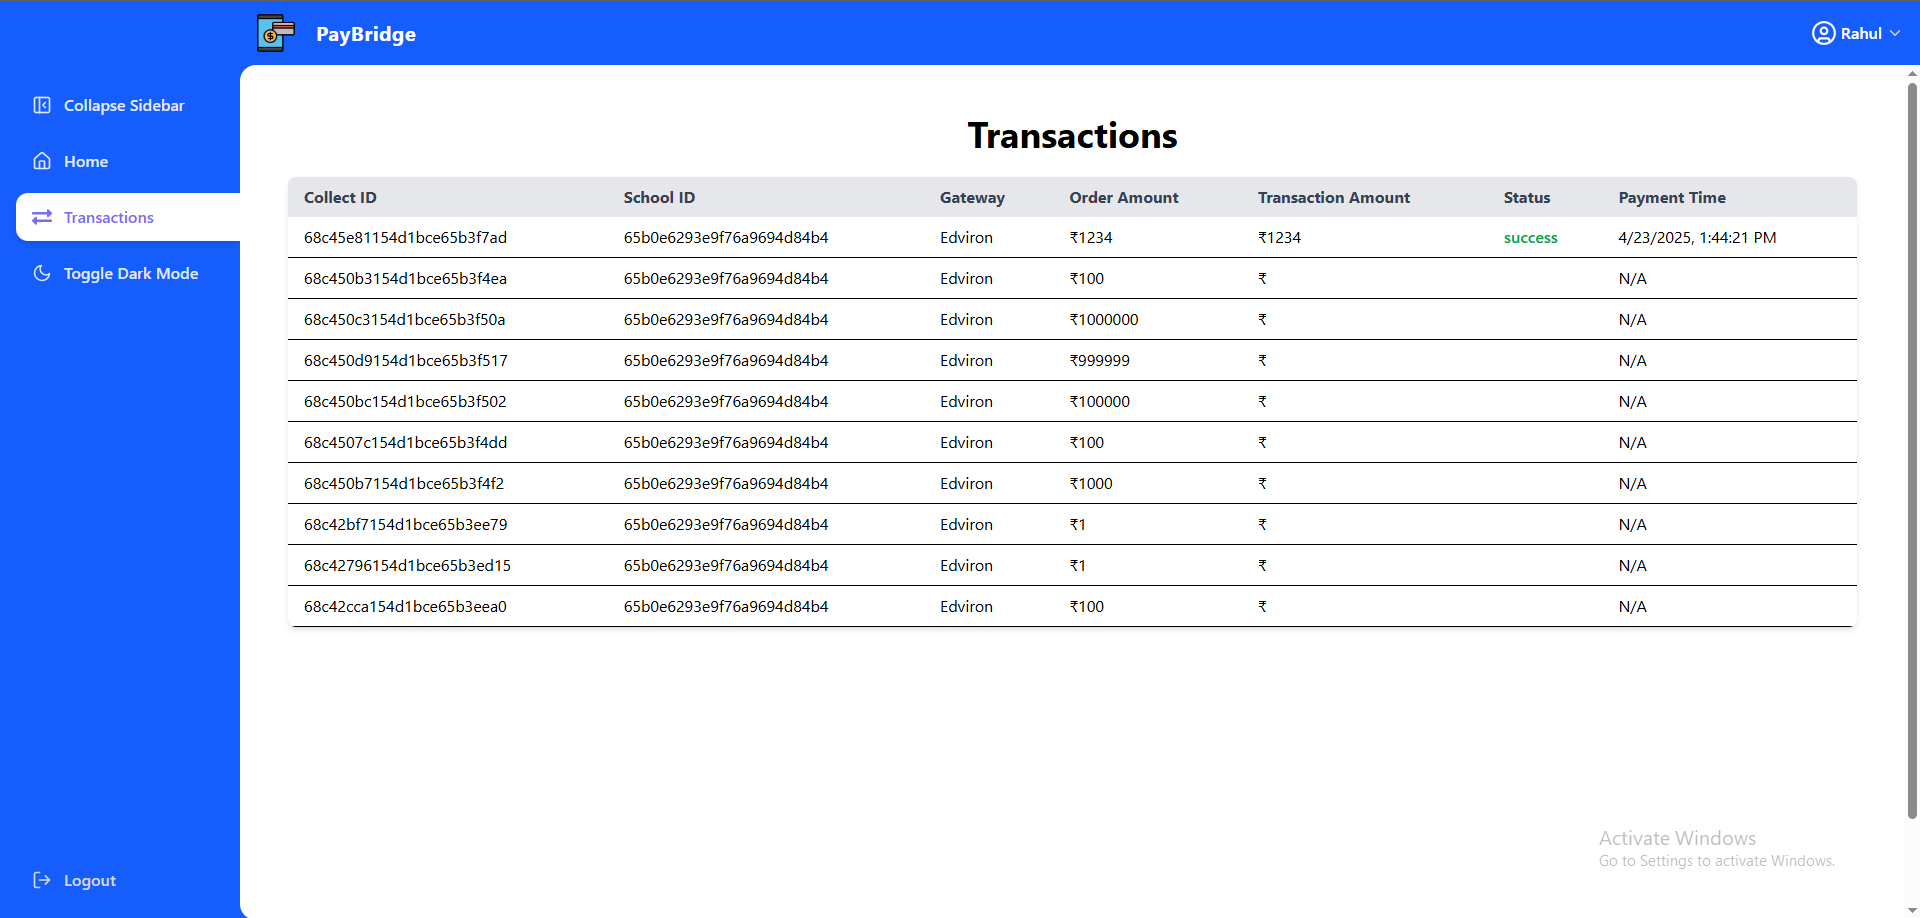 PayBridge
Rahul
Collapse Sidebar
Home
Transactions
Toggle Dark Mode
Logout
Transactions
Collect ID School ID Gateway Order Amount Transaction Amount Status Payment Time
68c45e81154d1bce65b3f7ad 65b0e6293e9f76a9694d84b4 Edviron ₹1234 ₹1234 success 4/23/2025, 1:44:21 PM
68c450b3154d1bce65b3f4ea 65b0e6293e9f76a9694d84b4 Edviron ₹100 ₹ N/A
68c450c3154d1bce65b3f50a 65b0e6293e9f76a9694d84b4 Edviron ₹1000000 ₹ N/A
68c450d9154d1bce65b3f517 65b0e6293e9f76a9694d84b4 Edviron ₹999999 ₹ N/A
68c450bc154d1bce65b3f502 65b0e6293e9f76a9694d84b4 Edviron ₹100000 ₹ N/A
68c4507c154d1bce65b3f4dd 65b0e6293e9f76a9694d84b4 Edviron ₹100 ₹ N/A
68c450b7154d1bce65b3f4f2 65b0e6293e9f76a9694d84b4 Edviron ₹1000 ₹ N/A
68c42bf7154d1bce65b3ee79 65b0e6293e9f76a9694d84b4 Edviron ₹1 ₹ N/A
68c42796154d1bce65b3ed15 65b0e6293e9f76a9694d84b4 Edviron ₹1 ₹ N/A
68c42cca154d1bce65b3eea0 65b0e6293e9f76a9694d84b4 Edviron ₹100 ₹ N/A
Activate Windows
Go to Settings to activate Windows.